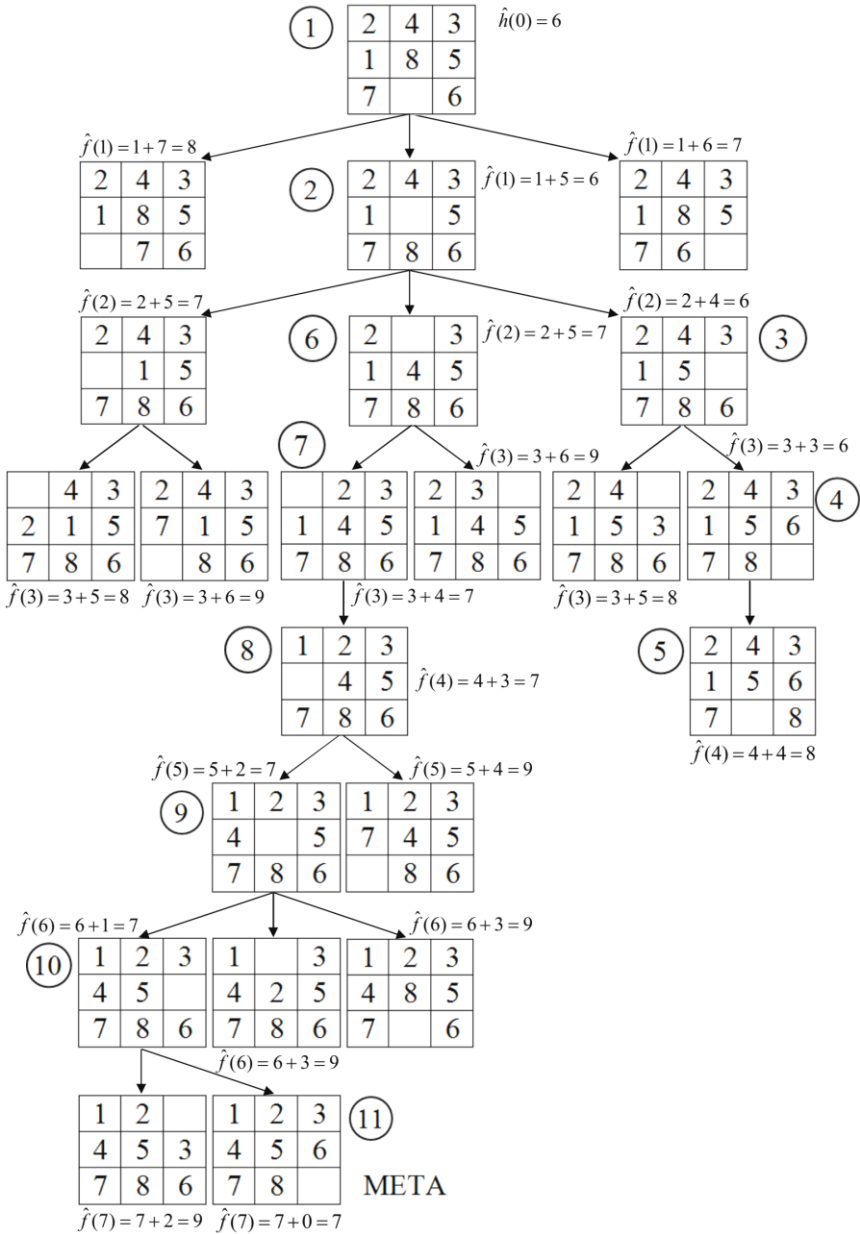 1
2 4 3
1 8 5
7 6
ĥ(0) = 6
f̂(1) = 1 + 7 = 8
2 4 3
1 8 5
7 6
2
2 4 3
1 5
7 8 6
f̂(1) = 1 + 5 = 6
f̂(1) = 1 + 6 = 7
2 4 3
1 8 5
7 6
f̂(2) = 2 + 5 = 7
2 4 3
1 5
7 8 6
6
2 3
1 4 5
7 8 6
f̂(2) = 2 + 5 = 7
f̂(2) = 2 + 4 = 6
2 4 3
1 5
7 8 6
3
4 3
2 1 5
7 8 6
f̂(3) = 3 + 5 = 8
2 4 3
7 1 5
8 6
f̂(3) = 3 + 6 = 9
7
2 3
1 4 5
7 8 6
f̂(3) = 3 + 4 = 7
f̂(3) = 3 + 6 = 9
2 3
1 4 5
7 8 6
2 4
1 5 3
7 8 6
f̂(3) = 3 + 5 = 8
f̂(3) = 3 + 3 = 6
2 4 3
1 5 6
7 8
4
8
1 2 3
4 5
7 8 6
f̂(4) = 4 + 3 = 7
5
2 4 3
1 5 6
7 8
f̂(4) = 4 + 4 = 8
f̂(5) = 5 + 2 = 7
9
1 2 3
4 5
7 8 6
f̂(5) = 5 + 4 = 9
1 2 3
7 4 5
8 6
f̂(6) = 6 + 1 = 7
10
1 2 3
4 5
7 8 6
1 3
4 2 5
7 8 6
f̂(6) = 6 + 3 = 9
f̂(6) = 6 + 3 = 9
1 2 3
4 8 5
7 6
1 2
4 5 3
7 8 6
f̂(7) = 7 + 2 = 9
1 2 3
4 5 6
7 8
f̂(7) = 7 + 0 = 7
11
META